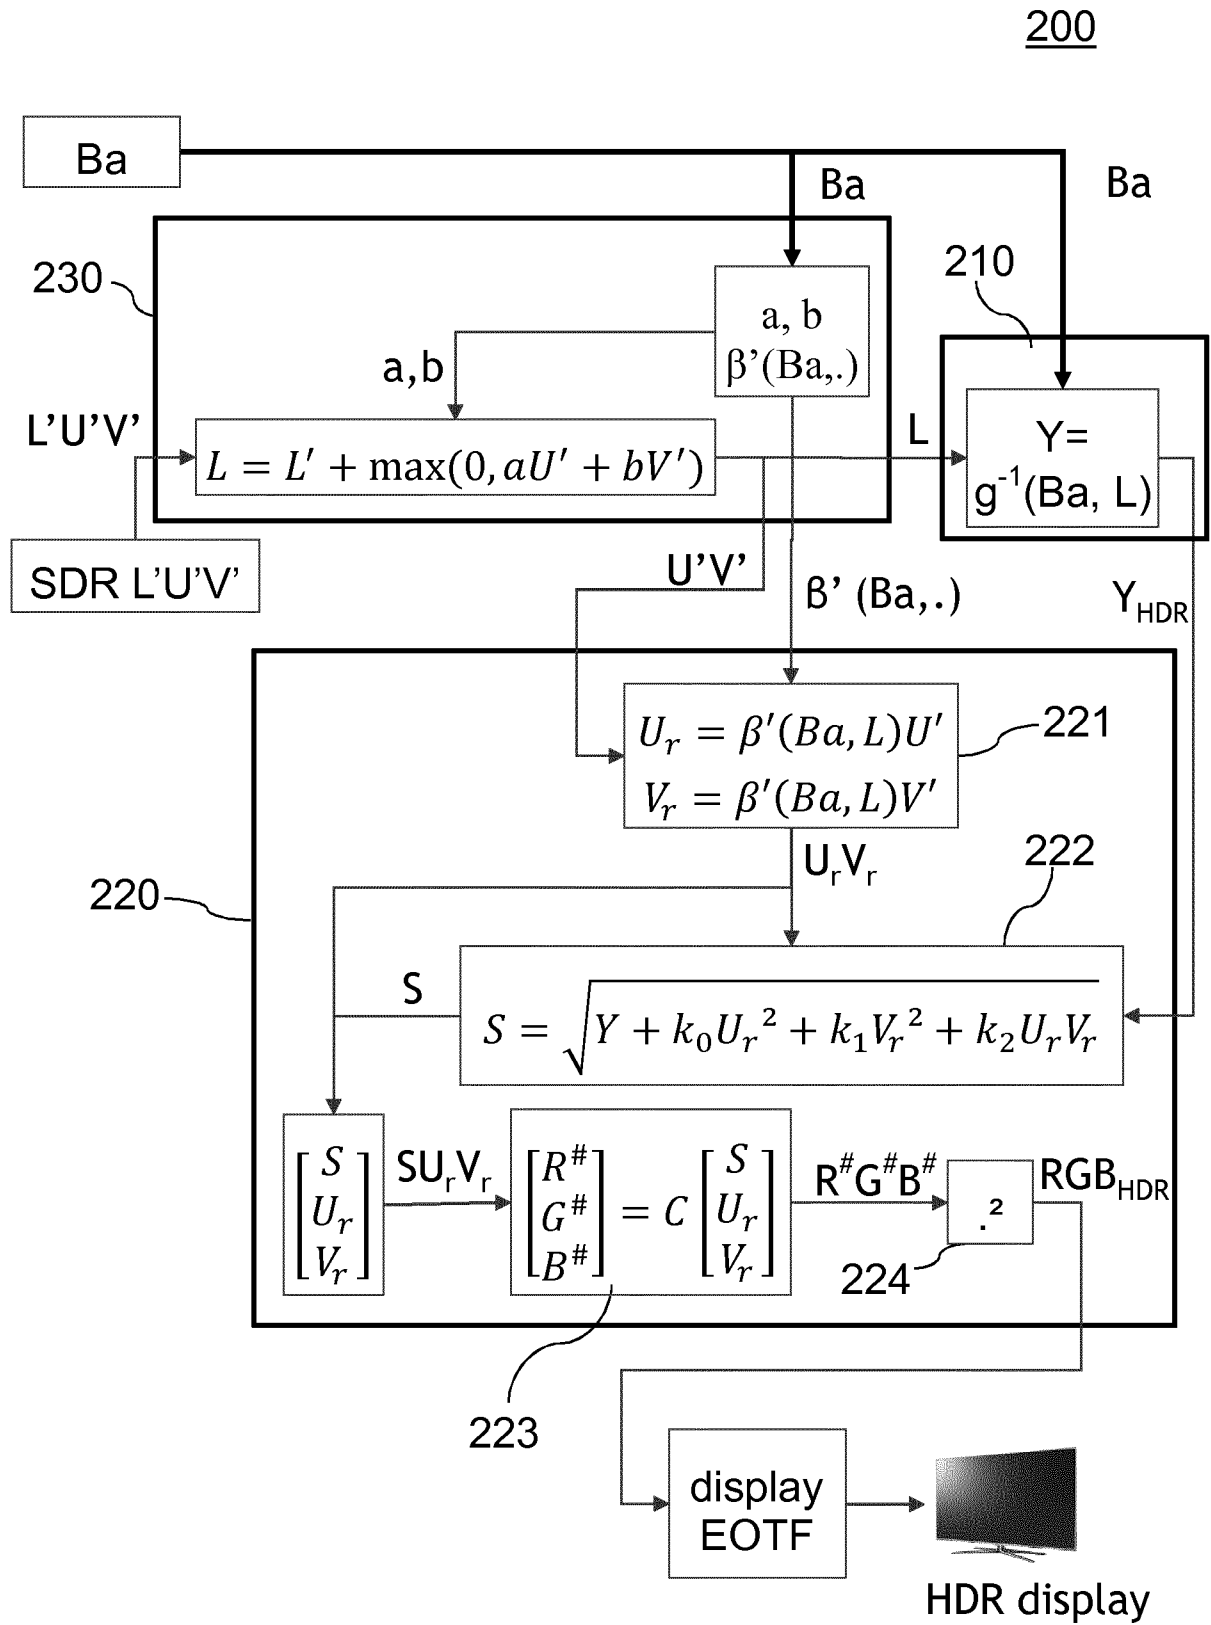 200
Ba
Ba
Ba
230
210
a, b
β’(Ba,.)
a,b
L’U’V’
L = L′ + max(0, aU′ + bV′)
L
Y=
g⁻¹(Ba, L)
SDR L’U’V’
U’V’
β’ (Ba,.)
Y_HDR
U_r = β′(Ba, L)U′
V_r = β′(Ba, L)V′
221
U_rV_r
222
220
S
S = √(Y + k₀U_r² + k₁V_r² + k₂U_rV_r)
[S U_r V_r]
SU_rV_r
[R# G# B#] = C [S U_r V_r]
R#G#B#
.²
RGB_HDR
224
223
display
EOTF
HDR display